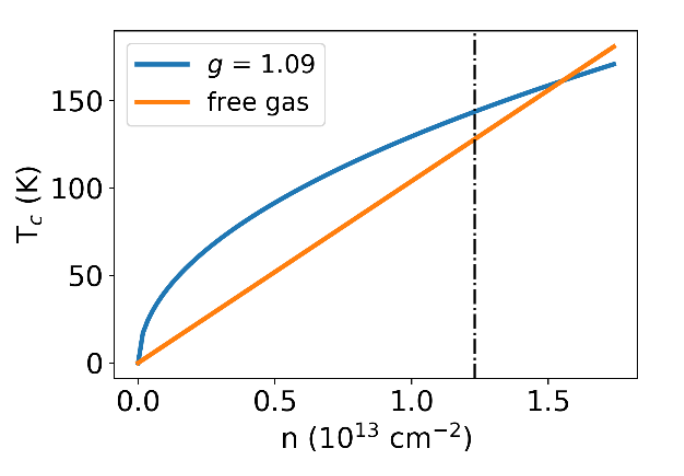 g = 1.09
free gas
T_c (K)
150
100
50
0
0.0 0.5 1.0 1.5
n (10^13 cm^−2)